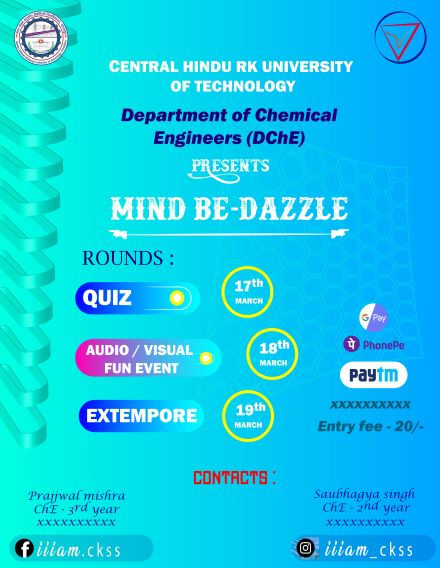 CENTRAL HINDU RK UNIVERSITY
OF TECHNOLOGY
Department of Chemical
Engineers (DChE)
PRESENTS
MIND BE-DAZZLE
ROUNDS :
QUIZ
17th
MARCH
AUDIO / VISUAL
FUN EVENT
18th
MARCH
EXTEMPORE
19th
MARCH
G Pay
पे PhonePe
paytm
xxxxxxxxxx
Entry fee - 20/-
CONTACTS :
Prajjwal mishra
ChE - 3rd year
xxxxxxxxxx
Saubhagya singh
ChE - 2nd year
xxxxxxxxxx
iiiam.ckss
iiiam_ckss